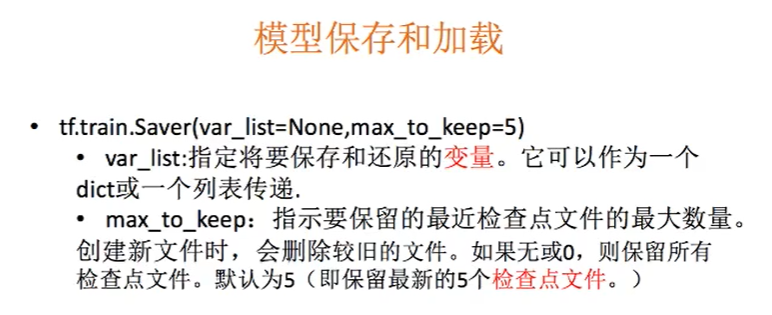 模型保存和加载
• tf.train.Saver(var_list=None,max_to_keep=5)
• var_list:指定将要保存和还原的变量。它可以作为一个
dict或一个列表传递.
• max_to_keep：指示要保留的最近检查点文件的最大数量。
创建新文件时，会删除较旧的文件。如果无或0，则保留所有
检查点文件。默认为5（即保留最新的5个检查点文件。）